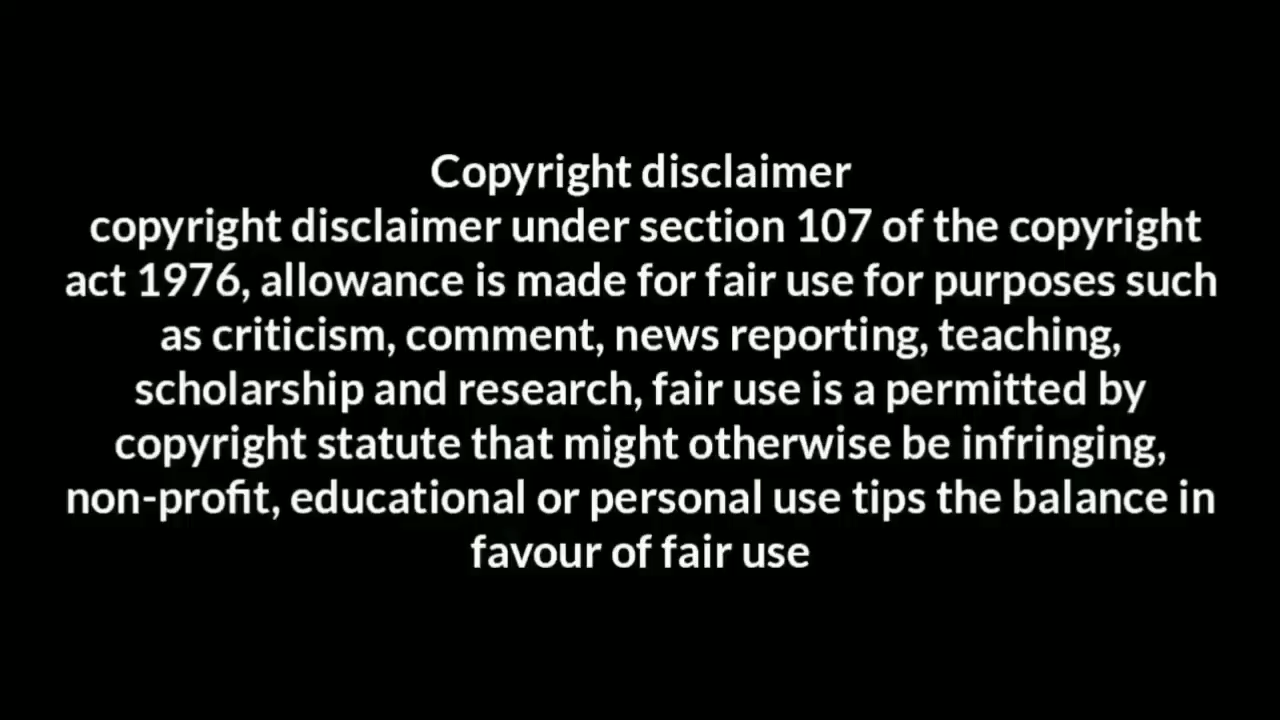 Copyright disclaimer
copyright disclaimer under section 107 of the copyright
act 1976, allowance is made for fair use for purposes such
as criticism, comment, news reporting, teaching,
scholarship and research, fair use is a permitted by
copyright statute that might otherwise be infringing,
non-profit, educational or personal use tips the balance in
favour of fair use